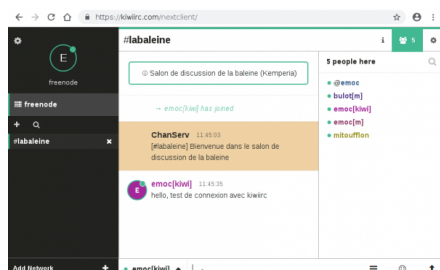 https://kiwiirc.com/nextclient/
#labaleine
5
E
freenode
freenode
#labaleine
Add Network
Salon de discussion de la baleine (Kemperia)
→ emoc[kiwi] has joined
ChanServ 11:45:03
[#labaleine] Bienvenue dans le salon de
discussion de la baleine
E
emoc[kiwi] 11:45:35
hello, test de connexion avec kiwiirc
emoc[kiwi]
5 people here
@emoc
bulot[m]
emoc[kiwi]
emoc[m]
mitoufflon